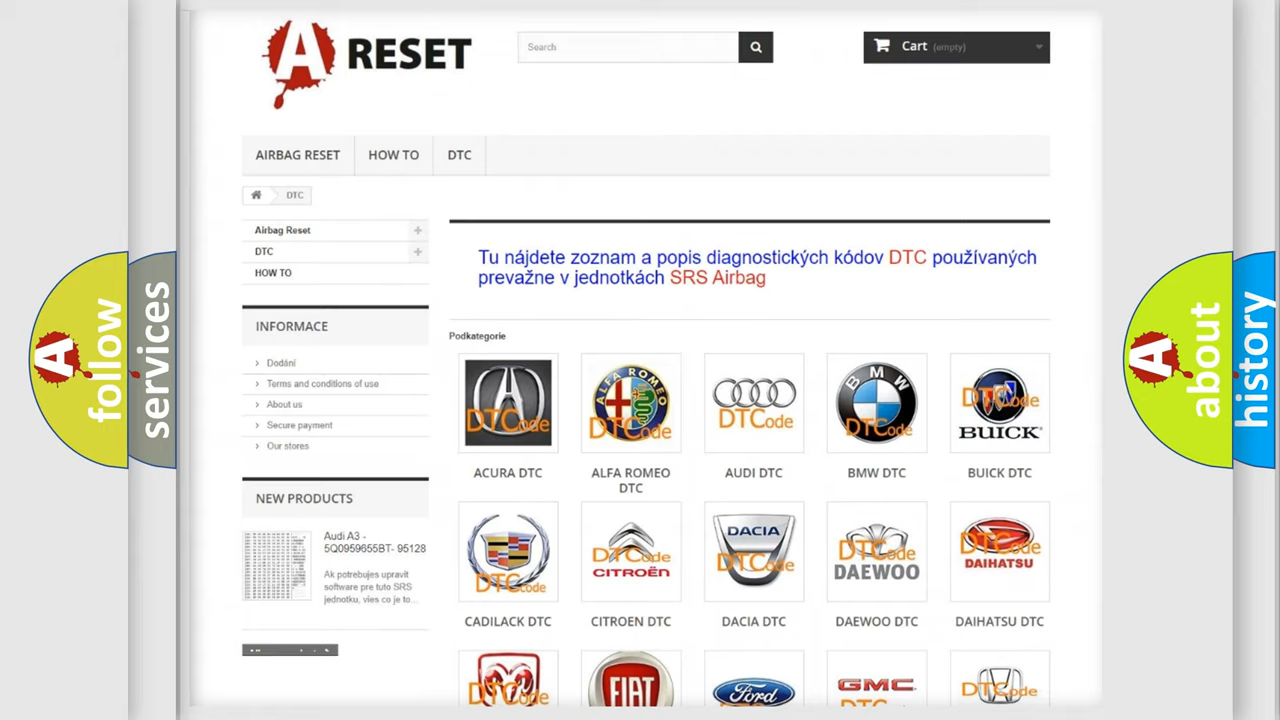 A RESET
Search
Cart (empty)
AIRBAG RESET
HOW TO
DTC
DTC
Airbag Reset
DTC
HOW TO
Tu nájdete zoznam a popis diagnostických kódov DTC používaných
prevažne v jednotkách SRS Airbag
INFORMACE
Dodání
Terms and conditions of use
About us
Secure payment
Our stores
Podkategorie
DTCode
ALFA ROMEO
DTCode
DTCode
BMW
DTCode
DTCode
BUICK
ACURA DTC
ALFA ROMEO
DTC
AUDI DTC
BMW DTC
BUICK DTC
NEW PRODUCTS
Audi A3 -
5Q0959655BT- 95128
Ak potrebujes upravit
software pre tuto SRS
jednotku, vies co je to...
DTCode
DTCode
CITROËN
DACIA
DTCode
DTCode
DAEWOO
DTCode
DAIHATSU
CADILACK DTC
CITROEN DTC
DACIA DTC
DAEWOO DTC
DAIHATSU DTC
DTCode
FIAT
Ford
GMC
DTCode
A follow
services
A about
history